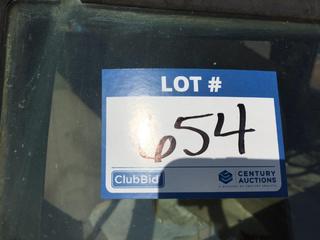 LOT #
654
ClubBid
CENTURY
AUCTIONS